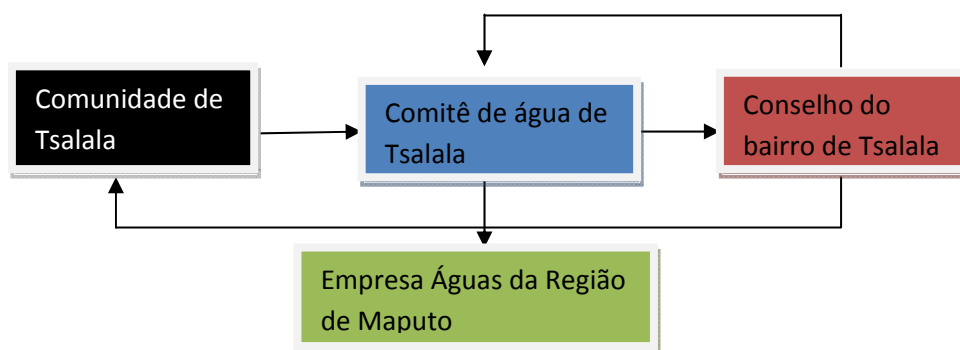 Comunidade de
Tsalala
Comitê de água de
Tsalala
Conselho do
bairro de Tsalala
Empresa Águas da Região
de Maputo